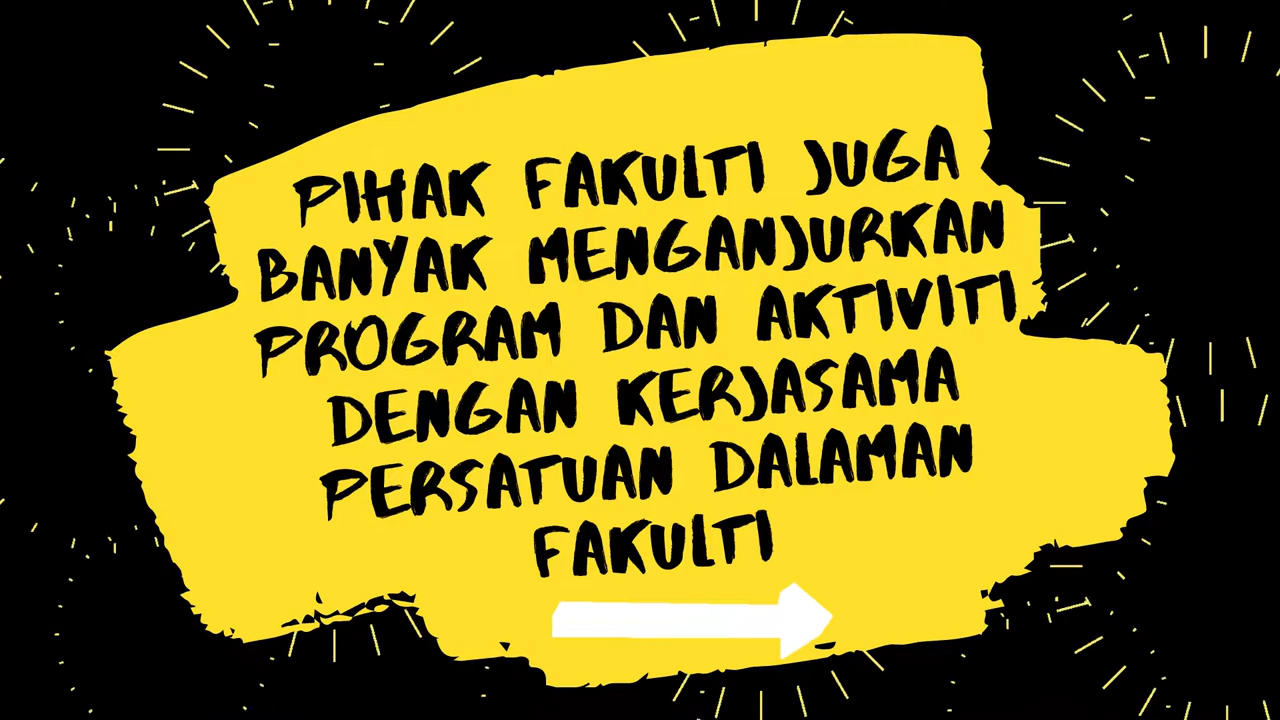 PIHAK FAKULTI JUGA
BANYAK MENGANJURKAN
PROGRAM DAN AKTIVITI
DENGAN KERJASAMA
PERSATUAN DALAMAN
FAKULTI